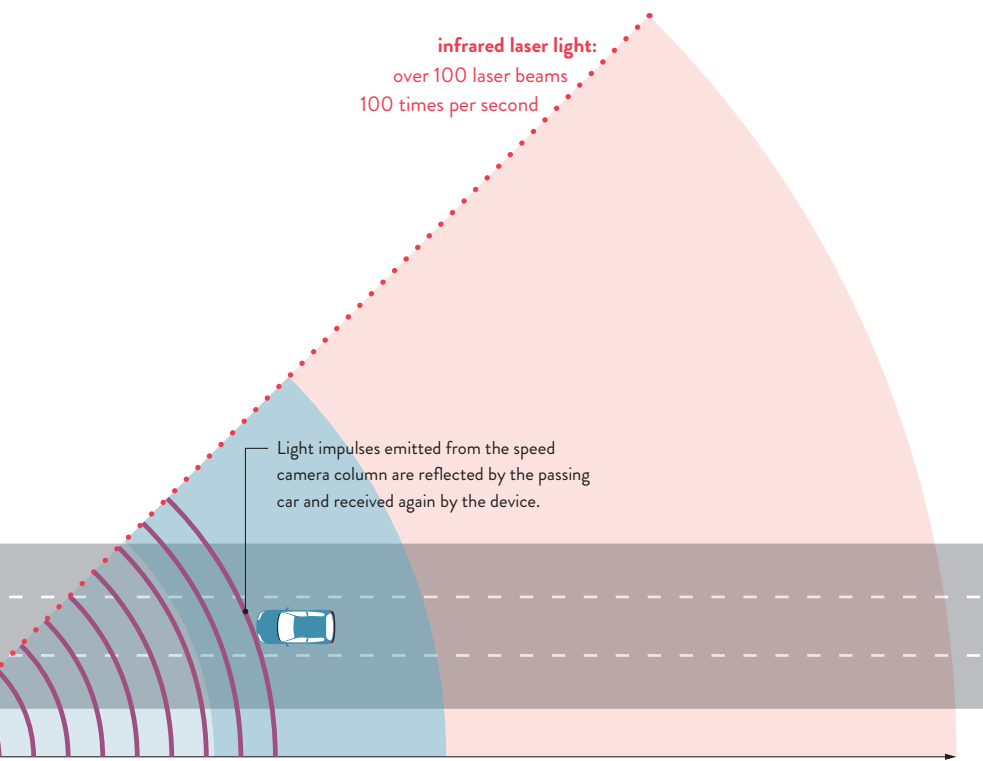 infrared laser light:
over 100 laser beams
100 times per second
Light impulses emitted from the speed
camera column are reflected by the passing
car and received again by the device.